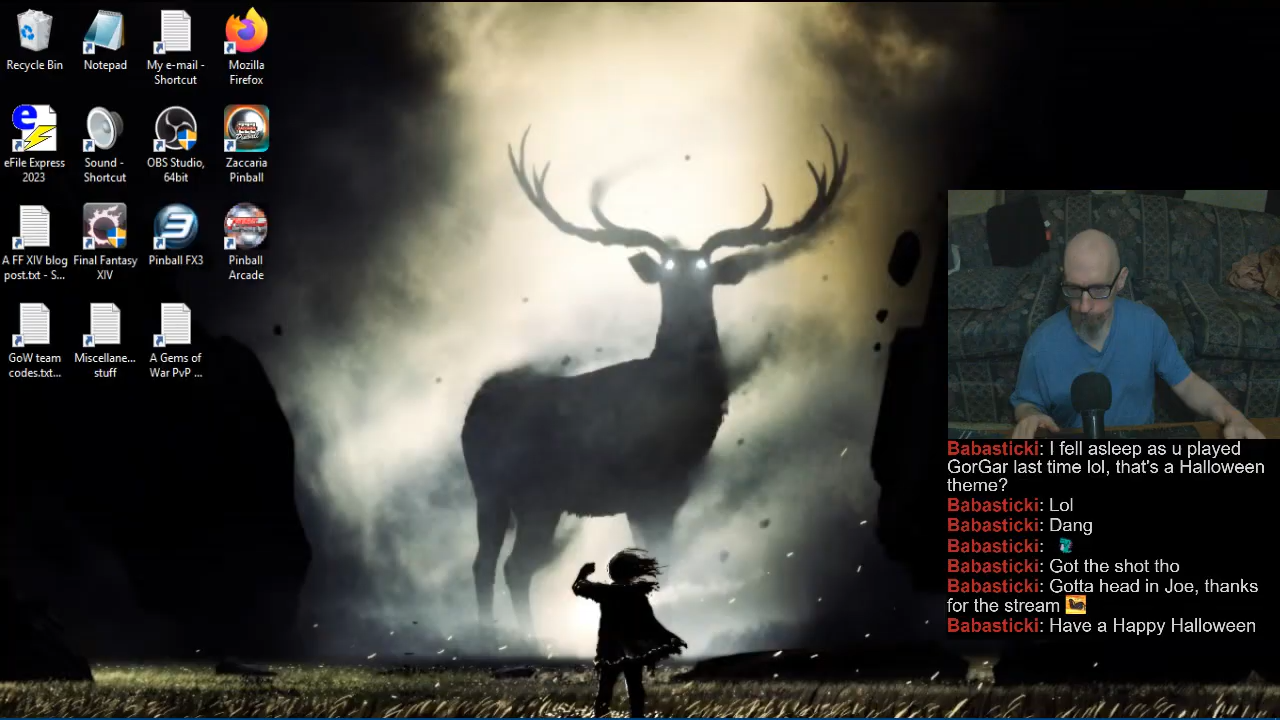 Recycle Bin
Notepad
My e-mail -
Shortcut
Mozilla
Firefox
eFile Express
2023
Sound -
Shortcut
OBS Studio,
64bit
Zaccaria
Pinball
A FF XIV blog
post.txt - S...
Final Fantasy
XIV
Pinball FX3
Pinball
Arcade
GoW team
codes.txt...
Miscellane...
stuff
A Gems of
War PvP ...
Babasticki: I fell asleep as u played
GorGar last time lol, that's a Halloween
theme?
Babasticki: Lol
Babasticki: Dang
Babasticki:
Babasticki: Got the shot tho
Babasticki: Gotta head in Joe, thanks
for the stream
Babasticki: Have a Happy Halloween